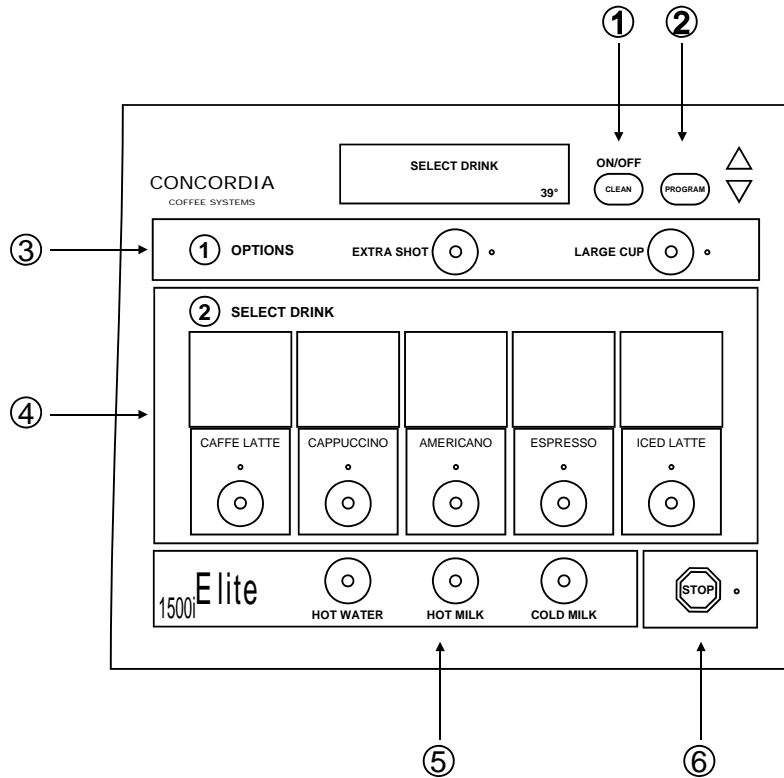 ① ②
SELECT DRINK
39°
ON/OFF
CLEAN
PROGRAM
CONCORDIA
COFFEE SYSTEMS
③
① OPTIONS EXTRA SHOT LARGE CUP
② SELECT DRINK
④
CAFFE LATTE CAPPUCCINO AMERICANO ESPRESSO ICED LATTE
1500i Elite
HOT WATER HOT MILK COLD MILK
STOP
⑤ ⑥